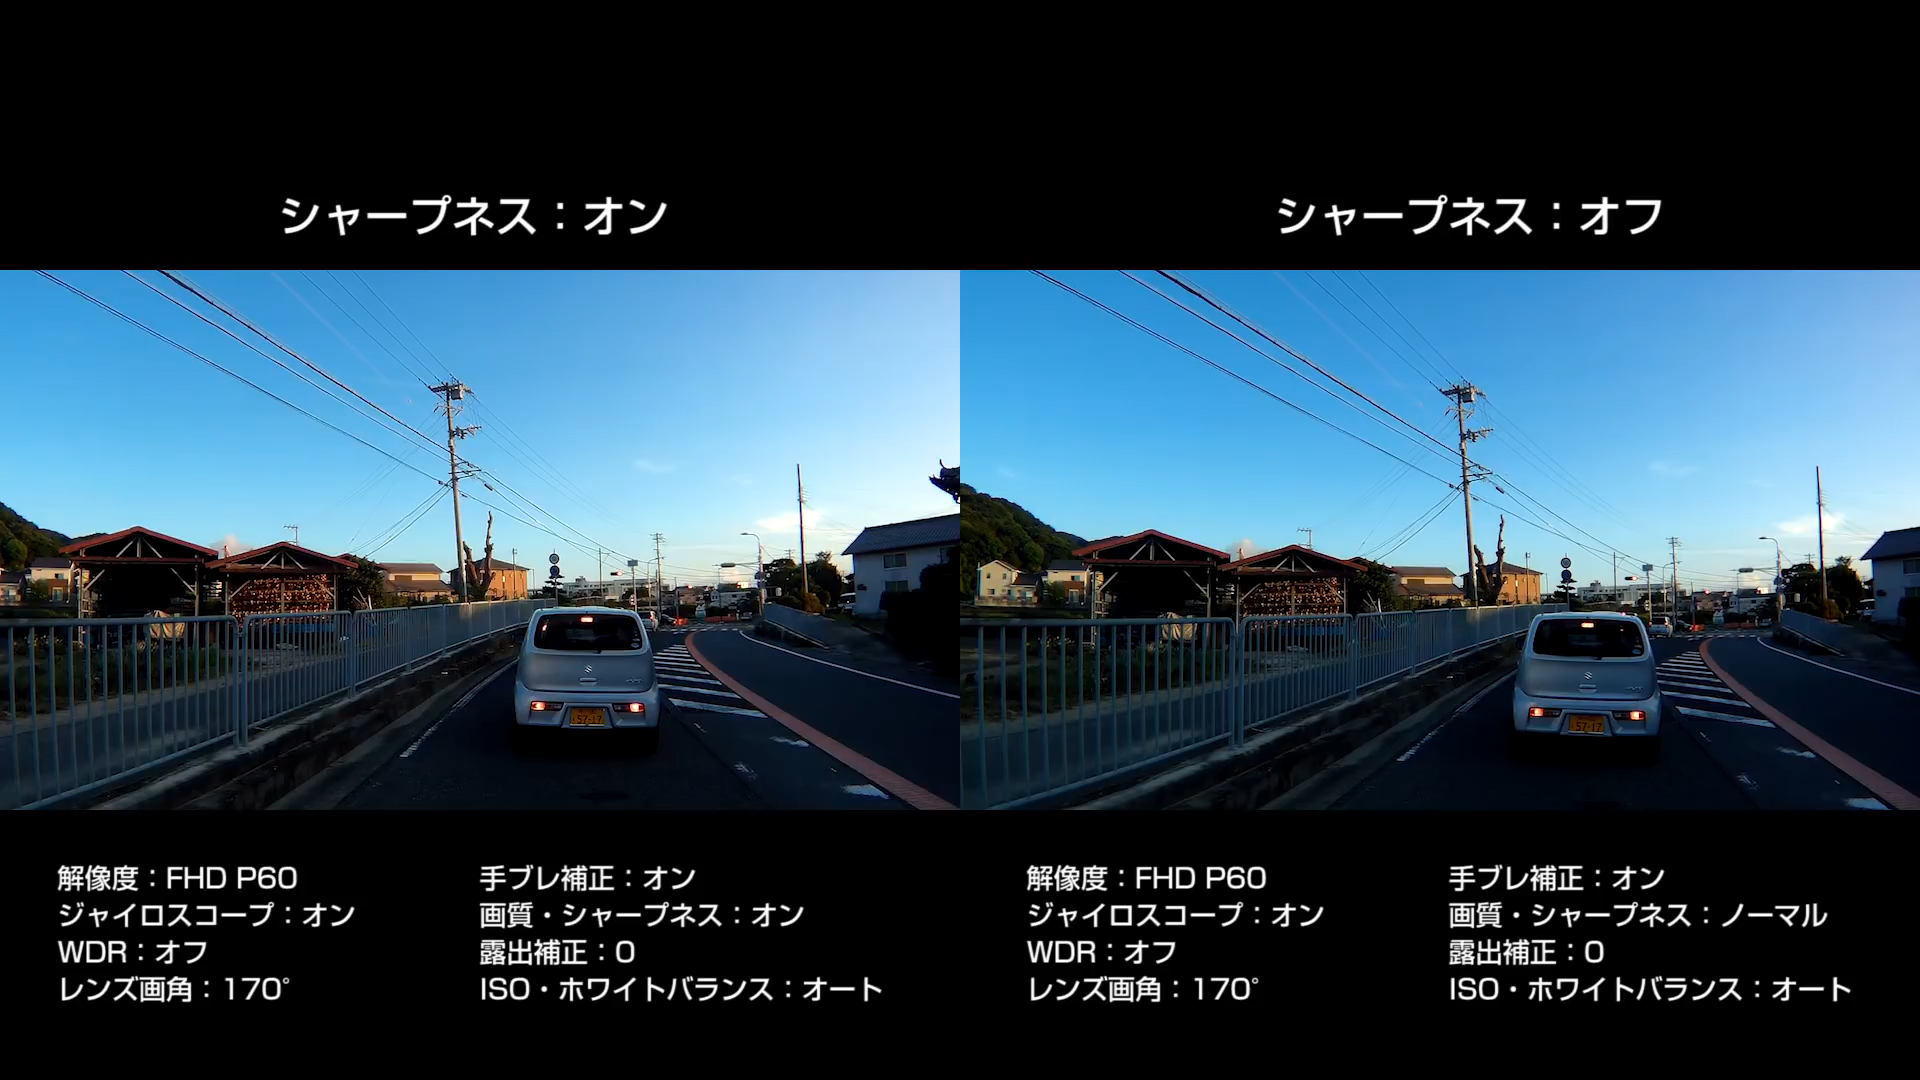 シャープネス：オン
シャープネス：オフ
解像度：FHD P60
ジャイロスコープ：オン
WDR：オフ
レンズ画角：170°
手ブレ補正：オン
画質・シャープネス：オン
露出補正：0
ISO・ホワイトバランス：オート
解像度：FHD P60
ジャイロスコープ：オン
WDR：オフ
レンズ画角：170°
手ブレ補正：オン
画質・シャープネス：ノーマル
露出補正：0
ISO・ホワイトバランス：オート
57-17
57-17